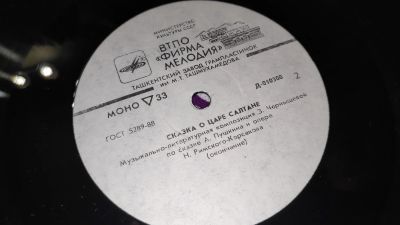 МИНИСТЕРСТВО
КУЛЬТУРЫ СССР
ВТПО
«ФИРМА
МЕЛОДИЯ»
ТАШКЕНТСКИЙ ЗАВОД ГРАМПЛАСТИНОК
ИМ М.Т. ТАШМУХАМЕДОВА
МОНО 33
ГОСТ 5289-88
Д-010300
2
СКАЗКА О ЦАРЕ САЛТАНЕ
Музыкально-литературная композиция З. Чернышевой
по сказке А. Пушкина и опере
Н. Римского-Корсакова
(окончание)